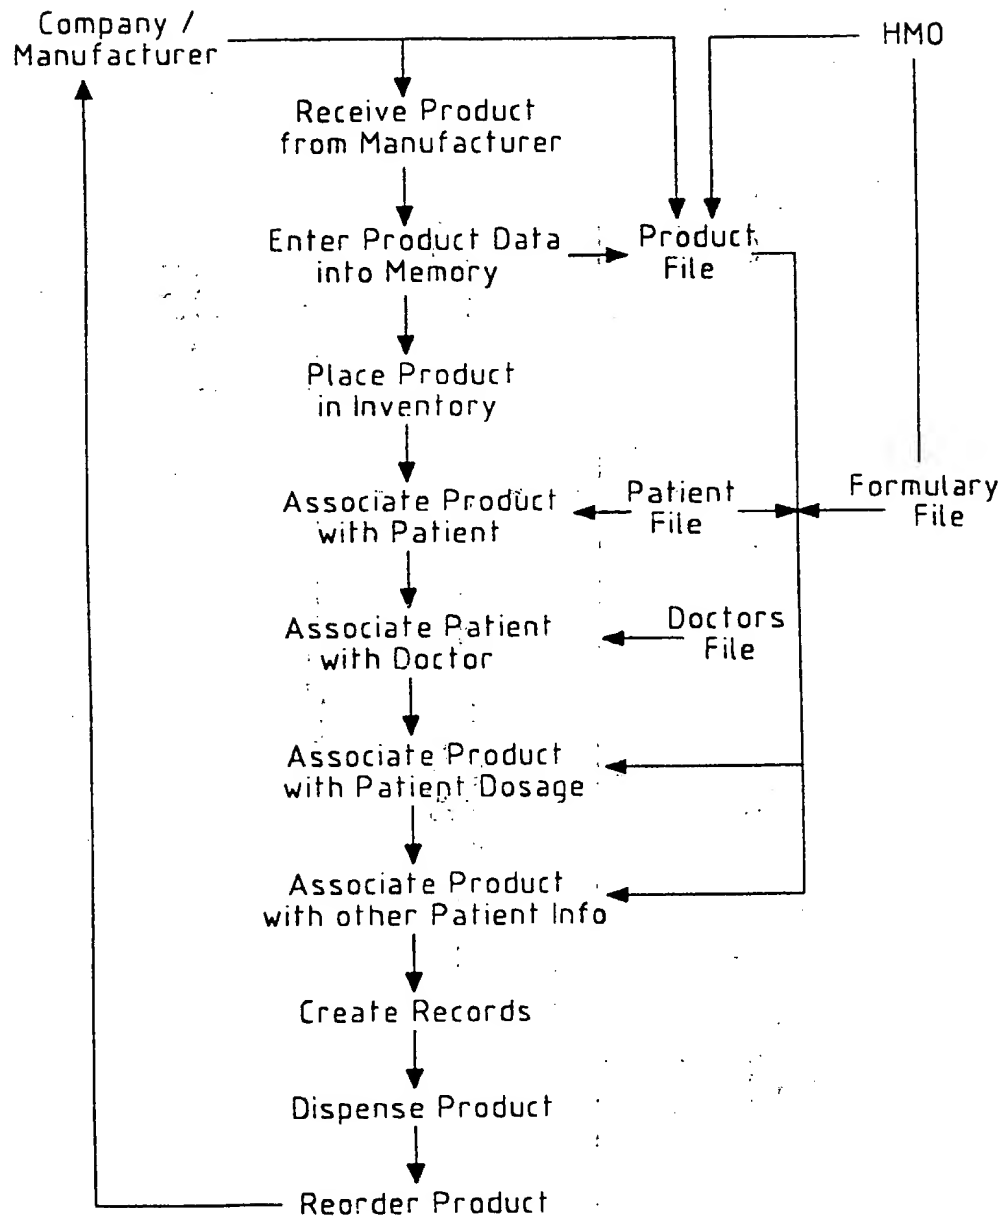 Company /
Manufacturer
HMO
Receive Product
from Manufacturer
Enter Product Data
into Memory
Product
File
Place Product
in Inventory
Associate Product
with Patient
Patient
File
Formulary
File
Associate Patient
with Doctor
Doctors
File
Associate Product
with Patient Dosage
Associate Product
with other Patient Info
Create Records
Dispense Product
Reorder Product